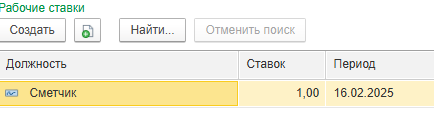 Рабочие ставки
Создать Найти... Отменить поиск
Должность Ставок Период
Сметчик 1,00 16.02.2025